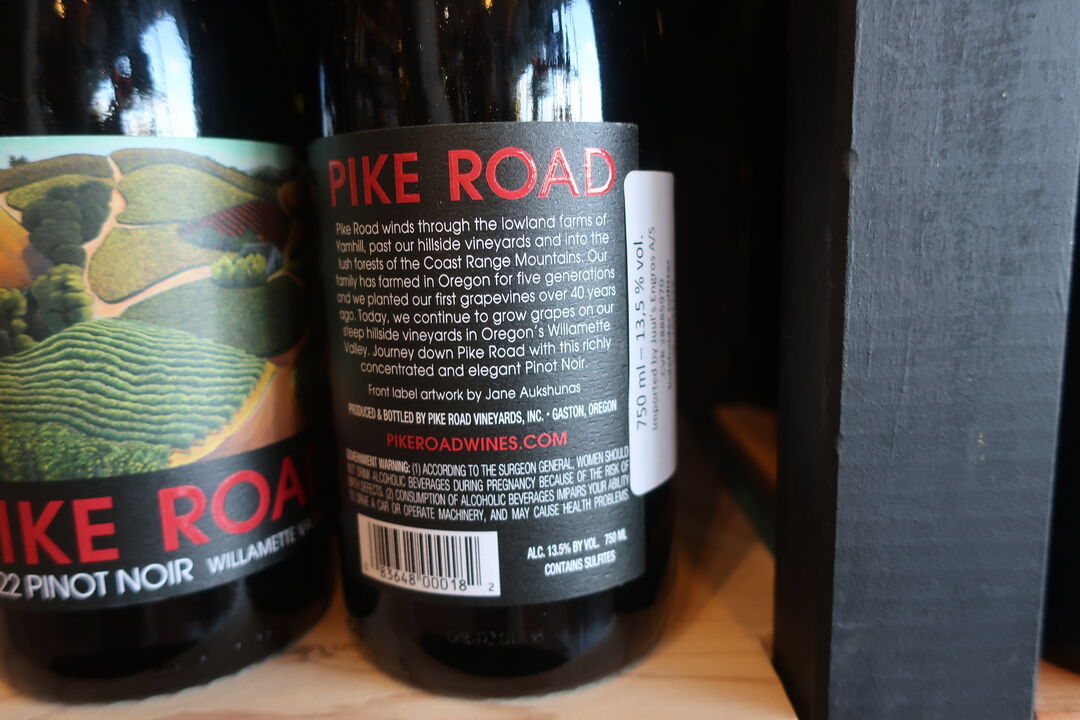 PIKE ROAD
Pike Road winds through the lowland farms of
Yamhill, past our hillside vineyards and into the
lush forests of the Coast Range Mountains. Our
family has farmed in Oregon for five generations
and we planted our first grapevines over 40 years
ago. Today, we continue to grow grapes on our
steep hillside vineyards in Oregon's Willamette
Valley. Journey down Pike Road with this richly
concentrated and elegant Pinot Noir.
Front label artwork by Jane Aukshunas
PRODUCED & BOTTLED BY PIKE ROAD VINEYARDS, INC. • GASTON, OREGON
PIKEROADWINES.COM
GOVERNMENT WARNING: (1) ACCORDING TO THE SURGEON GENERAL, WOMEN SHOULD
NOT DRINK ALCOHOLIC BEVERAGES DURING PREGNANCY BECAUSE OF THE RISK OF
BIRTH DEFECTS. (2) CONSUMPTION OF ALCOHOLIC BEVERAGES IMPAIRS YOUR ABILITY
TO DRIVE A CAR OR OPERATE MACHINERY, AND MAY CAUSE HEALTH PROBLEMS.
83648 00018 2
ALC. 13.5% BY VOL. 750 ML
CONTAINS SULFITES
750 ml – 13,5 % vol.
Imported by Juul's Engros A/S
CVR 28885970
IKE ROA
22 PINOT NOIR WILLAMETTE